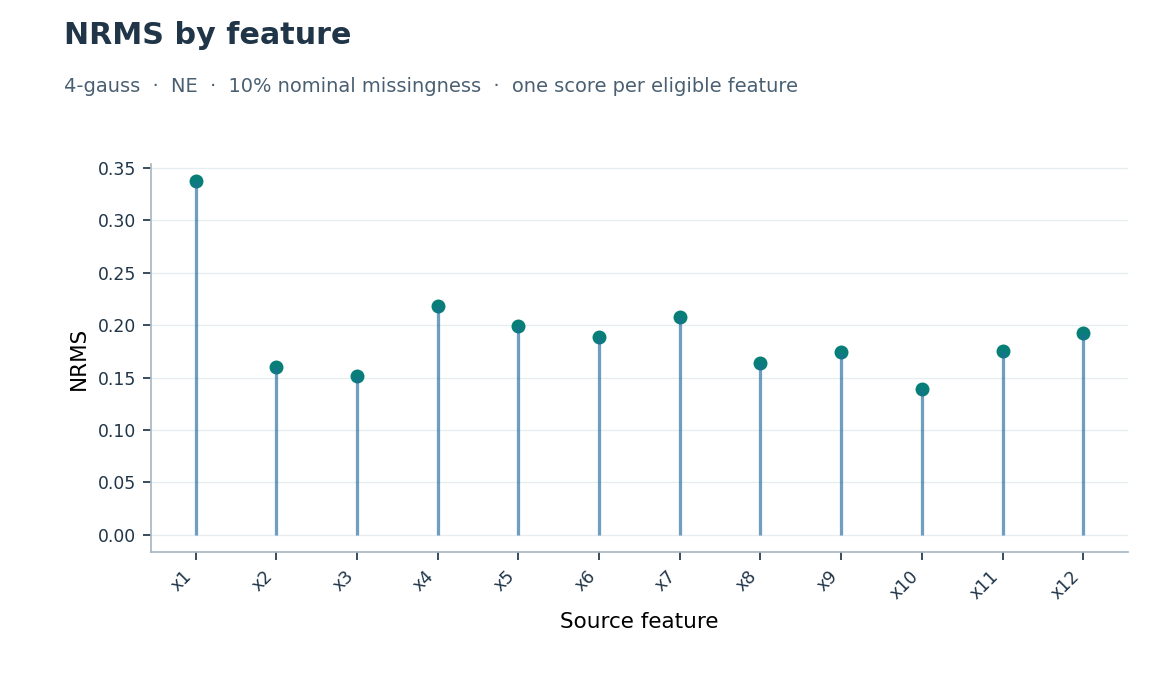 NRMS by feature
4-gauss · NE · 10% nominal missingness · one score per eligible feature
0.35
0.30
0.25
0.20
0.15
0.10
0.05
0.00
NRMS
x1 x2 x3 x4 x5 x6 x7 x8 x9 x10 x11 x12
Source feature